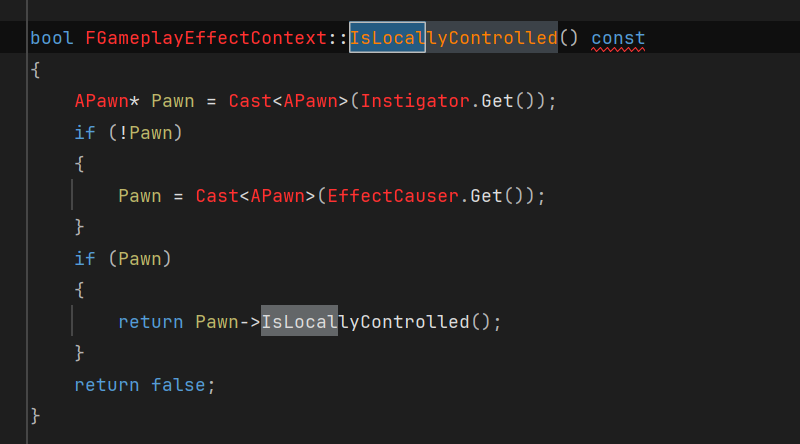 bool FGameplayEffectContext::IsLocallyControlled() const
{
    APawn* Pawn = Cast<APawn>(Instigator.Get());
    if (!Pawn)
    {
        Pawn = Cast<APawn>(EffectCauser.Get());
    }
    if (Pawn)
    {
        return Pawn->IsLocallyControlled();
    }
    return false;
}